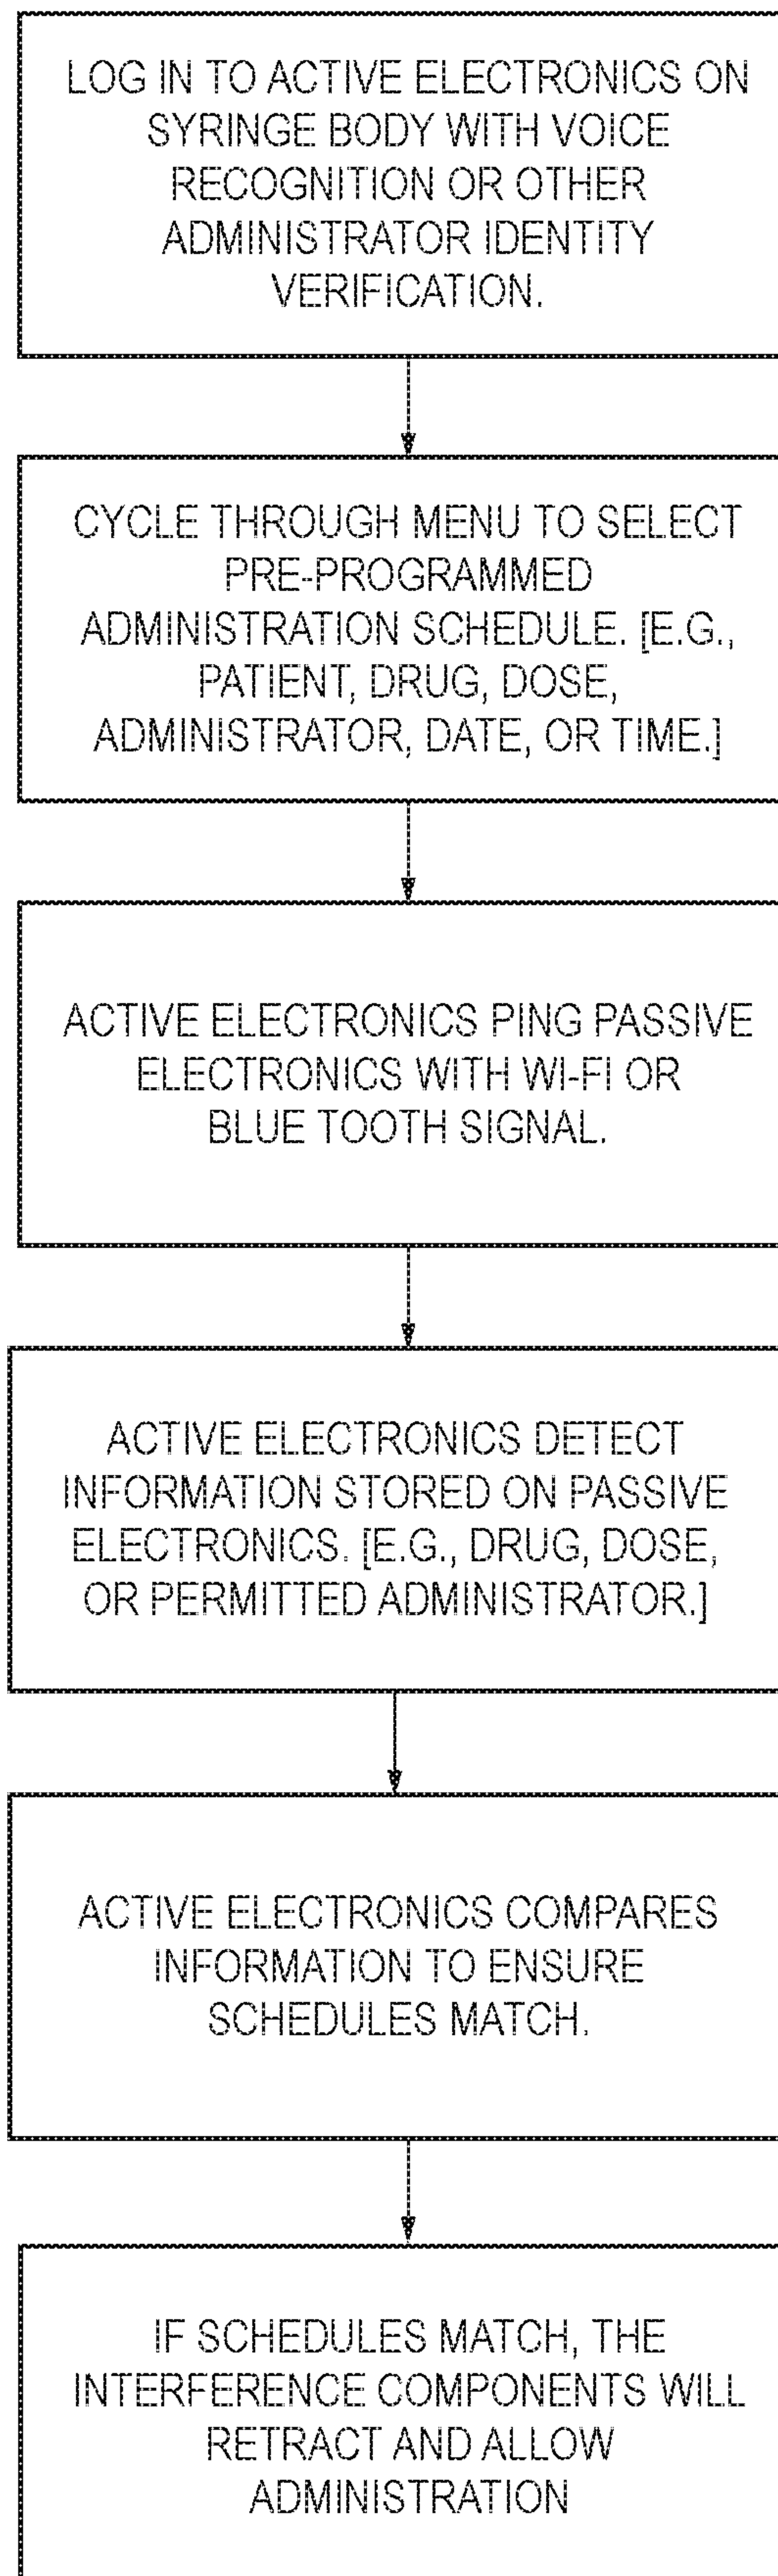 LOG IN TO ACTIVE ELECTRONICS ON
SYRINGE BODY WITH VOICE
RECOGNITION OR OTHER
ADMINISTRATOR IDENTITY
VERIFICATION.
CYCLE THROUGH MENU TO SELECT
PRE-PROGRAMMED
ADMINISTRATION SCHEDULE. [E.G.,
PATIENT, DRUG, DOSE,
ADMINISTRATOR, DATE, OR TIME.]
ACTIVE ELECTRONICS PING PASSIVE
ELECTRONICS WITH WI-FI OR
BLUE TOOTH SIGNAL.
ACTIVE ELECTRONICS DETECT
INFORMATION STORED ON PASSIVE
ELECTRONICS. [E.G., DRUG, DOSE,
OR PERMITTED ADMINISTRATOR.]
ACTIVE ELECTRONICS COMPARES
INFORMATION TO ENSURE
SCHEDULES MATCH.
IF SCHEDULES MATCH, THE
INTERFERENCE COMPONENTS WILL
RETRACT AND ALLOW
ADMINISTRATION